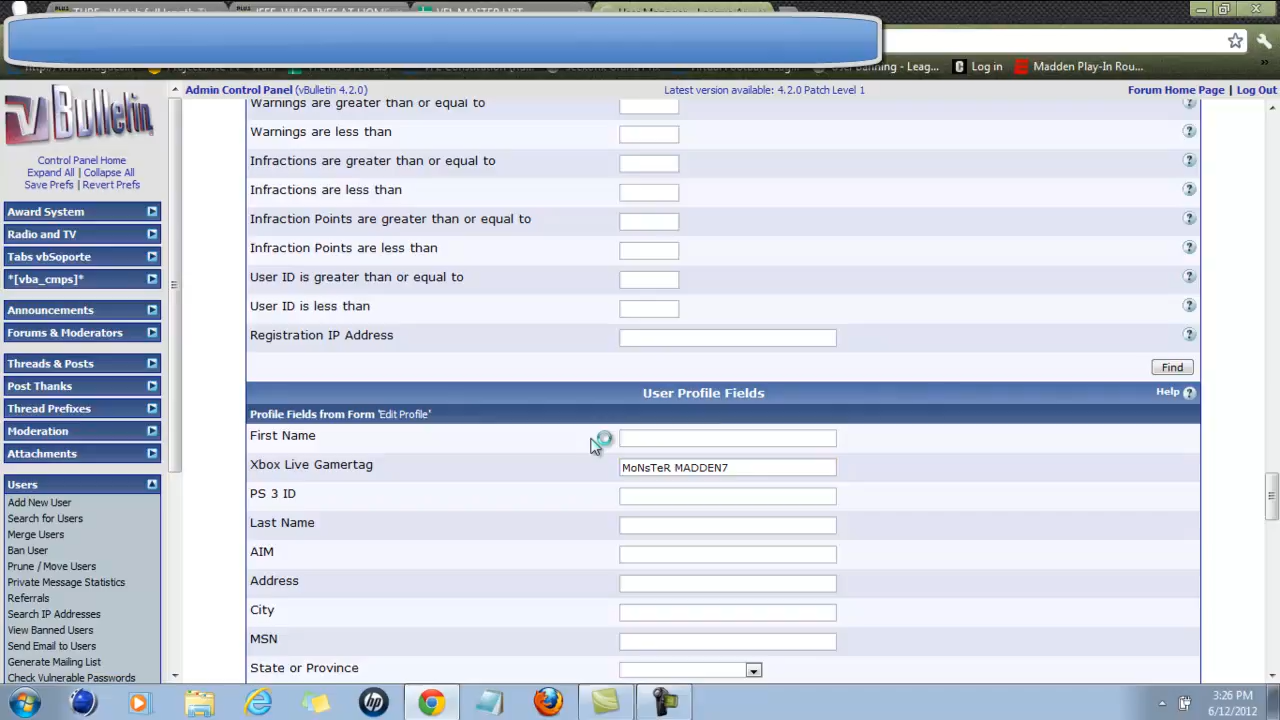 Admin Control Panel (vBulletin 4.2.0)
Latest version available: 4.2.0 Patch Level 1
Forum Home Page | Log Out
Log in
Madden Play-In Rou...
vBulletin
Control Panel Home
Expand All | Collapse All
Save Prefs | Revert Prefs
Award System
Radio and TV
Tabs vbSoporte
*[vba_cmps]*
Announcements
Forums & Moderators
Threads & Posts
Post Thanks
Thread Prefixes
Moderation
Attachments
Users
Add New User
Search for Users
Merge Users
Ban User
Prune / Move Users
Private Message Statistics
Referrals
Search IP Addresses
View Banned Users
Send Email to Users
Generate Mailing List
Check Vulnerable Passwords
Warnings are greater than or equal to
Warnings are less than
Infractions are greater than or equal to
Infractions are less than
Infraction Points are greater than or equal to
Infraction Points are less than
User ID is greater than or equal to
User ID is less than
Registration IP Address
Find
User Profile Fields
Help
Profile Fields from Form 'Edit Profile'
First Name
Xbox Live Gamertag
MoNsTeR MADDEN7
PS 3 ID
Last Name
AIM
Address
City
MSN
State or Province
3:26 PM
6/12/2012